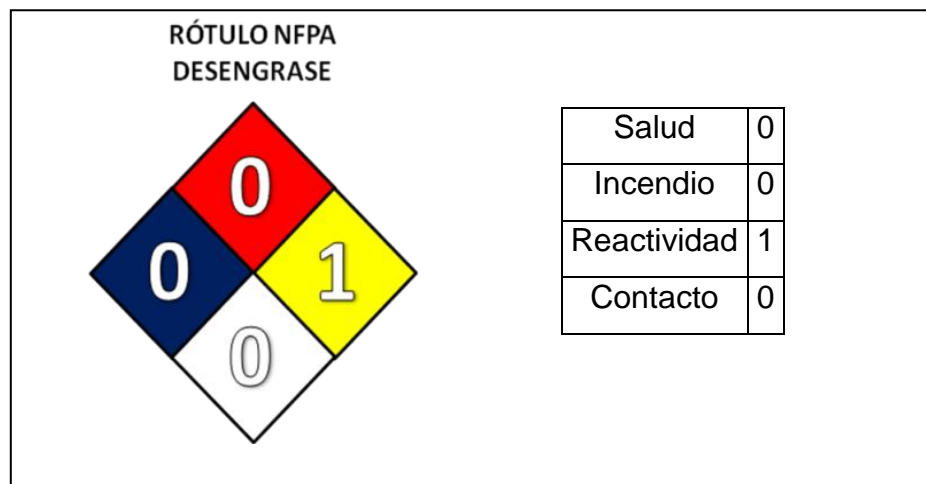 RÓTULO NFPA
DESENGRASE
0
0
1
0
Salud 0
Incendio 0
Reactividad 1
Contacto 0